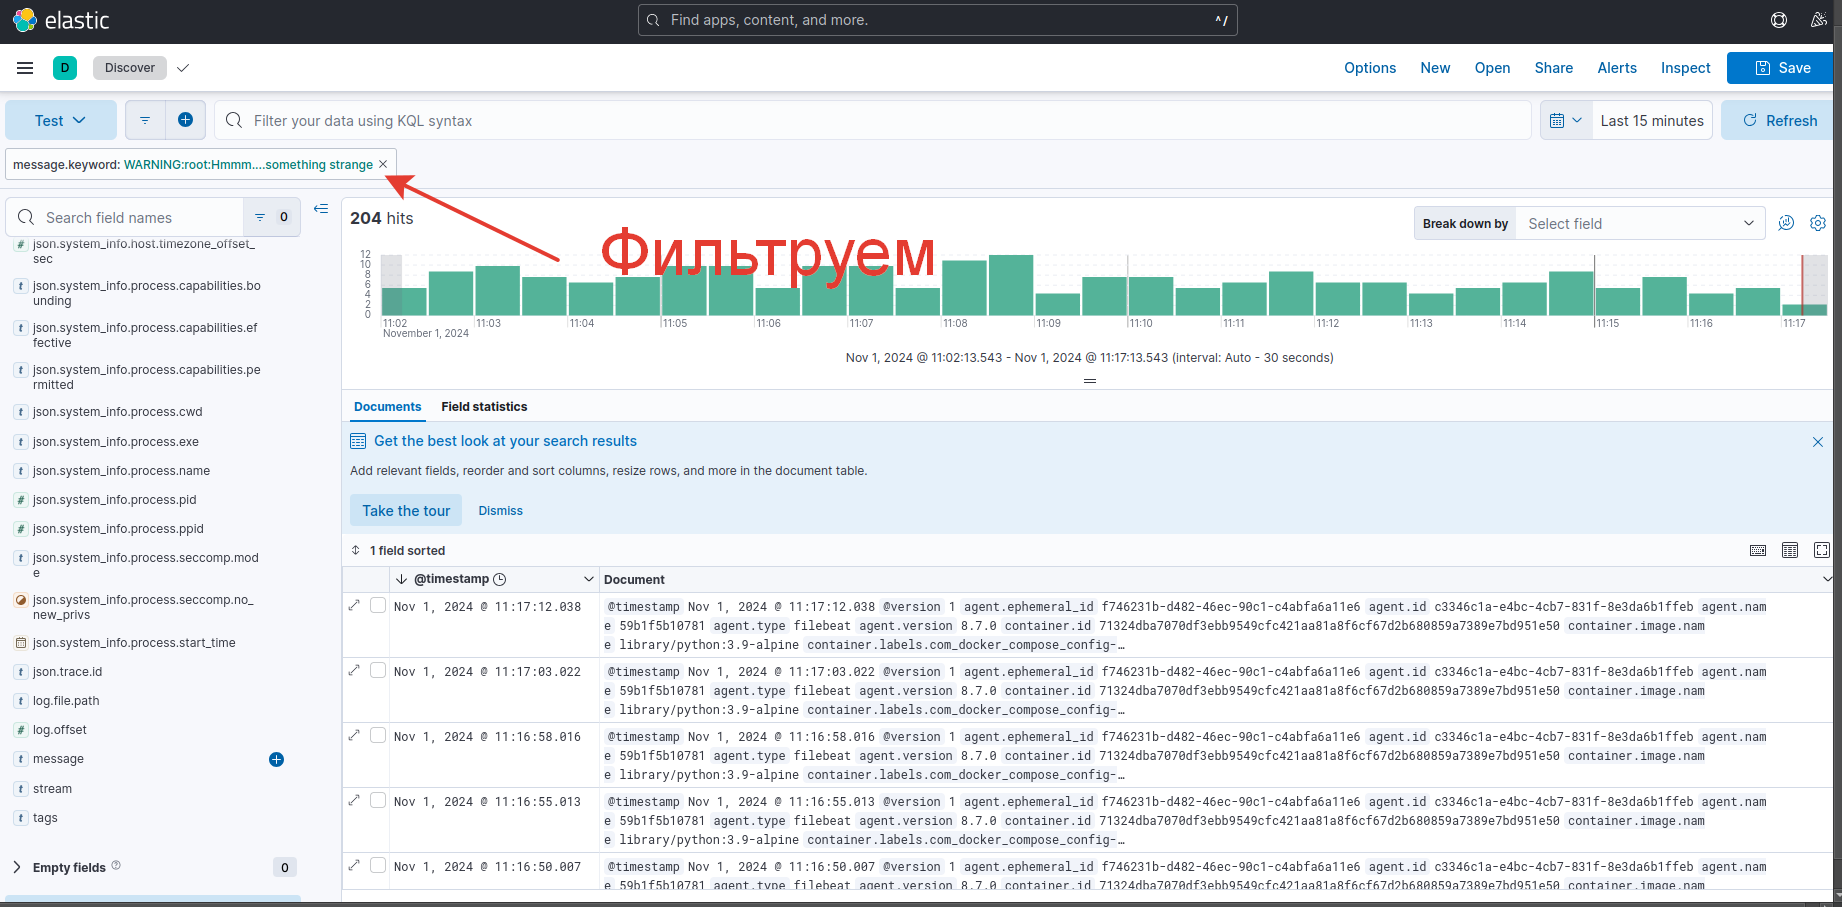 elastic
Find apps, content, and more.
^/
D
Discover
Options
New
Open
Share
Alerts
Inspect
Save
Test
Filter your data using KQL syntax
Last 15 minutes
Refresh
message.keyword: WARNING:root:Hmmm....something strange
Search field names
0
json.system_info.host.timezone_offset_
sec
json.system_info.process.capabilities.bo
unding
json.system_info.process.capabilities.ef
fective
json.system_info.process.capabilities.pe
rmitted
json.system_info.process.cwd
json.system_info.process.exe
json.system_info.process.name
json.system_info.process.pid
json.system_info.process.ppid
json.system_info.process.seccomp.mod
e
json.system_info.process.seccomp.no_
new_privs
json.system_info.process.start_time
json.trace.id
log.file.path
log.offset
message
stream
tags
Empty fields
0
204 hits
Break down by
Select field
Фильтруем
12
10
8
6
4
2
0
11:02 11:03 11:04 11:05 11:06 11:07 11:08 11:09 11:10 11:11 11:12 11:13 11:14 11:15 11:16 11:17
November 1, 2024
Nov 1, 2024 @ 11:02:13.543 - Nov 1, 2024 @ 11:17:13.543 (interval: Auto - 30 seconds)
Documents
Field statistics
Get the best look at your search results
Add relevant fields, reorder and sort columns, resize rows, and more in the document table.
Take the tour
Dismiss
1 field sorted
@timestamp
Document
Nov 1, 2024 @ 11:17:12.038
@timestamp Nov 1, 2024 @ 11:17:12.038 @version 1 agent.ephemeral_id f746231b-d482-46ec-90c1-c4abfa6a11e6 agent.id c3346c1a-e4bc-4cb7-831f-8e3da6b1ffeb agent.nam
e 59b1f5b10781 agent.type filebeat agent.version 8.7.0 container.id 71324dba7070df3ebb9549cfc421aa81a8f6cf67d2b680859a7389e7bd951e50 container.image.nam
e library/python:3.9-alpine container.labels.com_docker_compose_config-…
Nov 1, 2024 @ 11:17:03.022
@timestamp Nov 1, 2024 @ 11:17:03.022 @version 1 agent.ephemeral_id f746231b-d482-46ec-90c1-c4abfa6a11e6 agent.id c3346c1a-e4bc-4cb7-831f-8e3da6b1ffeb agent.nam
e 59b1f5b10781 agent.type filebeat agent.version 8.7.0 container.id 71324dba7070df3ebb9549cfc421aa81a8f6cf67d2b680859a7389e7bd951e50 container.image.nam
e library/python:3.9-alpine container.labels.com_docker_compose_config-…
Nov 1, 2024 @ 11:16:58.016
@timestamp Nov 1, 2024 @ 11:16:58.016 @version 1 agent.ephemeral_id f746231b-d482-46ec-90c1-c4abfa6a11e6 agent.id c3346c1a-e4bc-4cb7-831f-8e3da6b1ffeb agent.nam
e 59b1f5b10781 agent.type filebeat agent.version 8.7.0 container.id 71324dba7070df3ebb9549cfc421aa81a8f6cf67d2b680859a7389e7bd951e50 container.image.nam
e library/python:3.9-alpine container.labels.com_docker_compose_config-…
Nov 1, 2024 @ 11:16:55.013
@timestamp Nov 1, 2024 @ 11:16:55.013 @version 1 agent.ephemeral_id f746231b-d482-46ec-90c1-c4abfa6a11e6 agent.id c3346c1a-e4bc-4cb7-831f-8e3da6b1ffeb agent.nam
e 59b1f5b10781 agent.type filebeat agent.version 8.7.0 container.id 71324dba7070df3ebb9549cfc421aa81a8f6cf67d2b680859a7389e7bd951e50 container.image.nam
e library/python:3.9-alpine container.labels.com_docker_compose_config-…
Nov 1, 2024 @ 11:16:50.007
@timestamp Nov 1, 2024 @ 11:16:50.007 @version 1 agent.ephemeral_id f746231b-d482-46ec-90c1-c4abfa6a11e6 agent.id c3346c1a-e4bc-4cb7-831f-8e3da6b1ffeb agent.nam
e 59b1f5b10781 agent.type filebeat agent.version 8.7.0 container.id 71324dba7070df3ebb9549cfc421aa81a8f6cf67d2b680859a7389e7bd951e50 container.image.nam